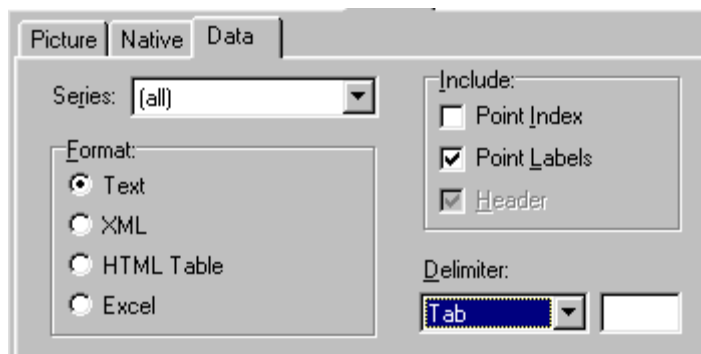 Picture Native Data
Series: (all)
Format:
Text
XML
HTML Table
Excel
Include:
Point Index
Point Labels
Header
Delimiter:
Tab